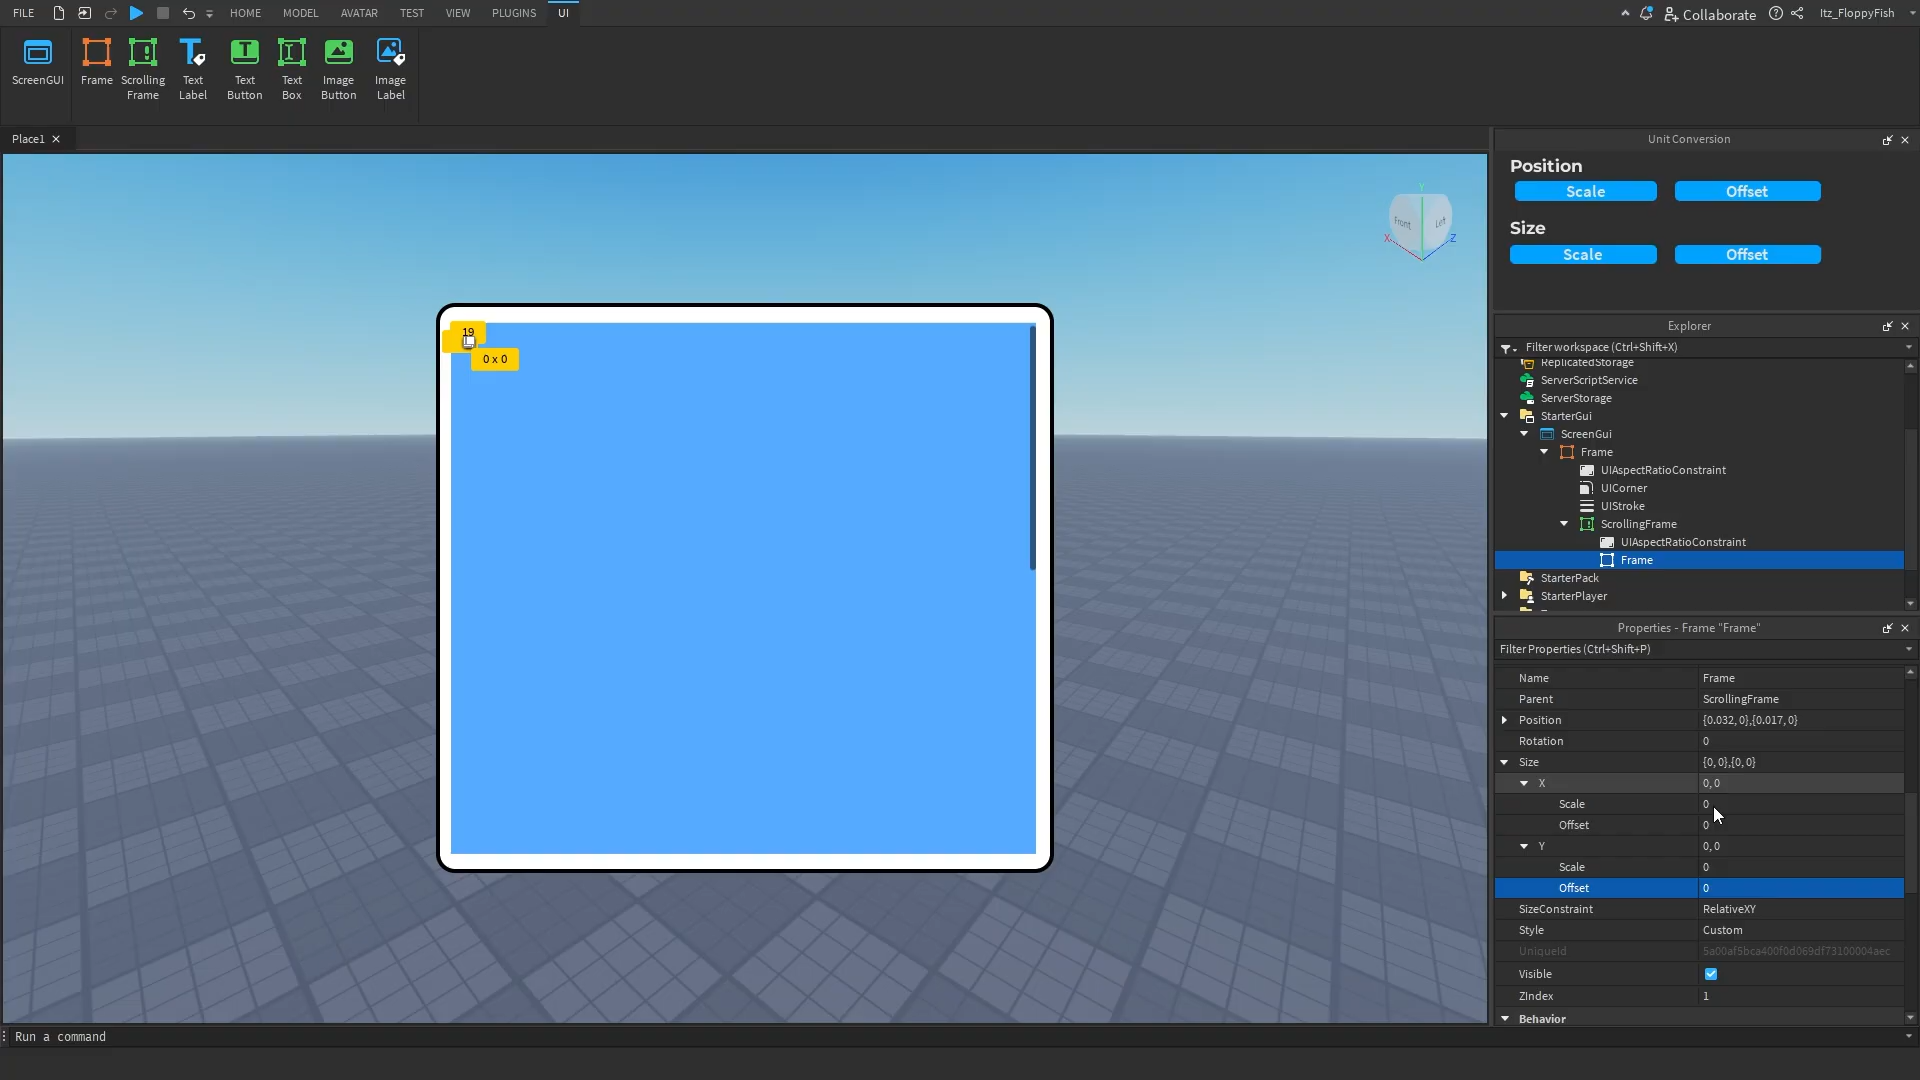 FILE
HOME
MODEL
AVATAR
TEST
VIEW
PLUGINS
UI
Collaborate
Itz_FloppyFish
ScreenGUI
Frame
Scrolling Frame
Text Label
Text Button
Text Box
Image Button
Image Label
Place1
Unit Conversion
Position
Scale Offset
Size
Scale Offset
Y
Front
Left
X
Z
19
0 x 0
Explorer
Filter workspace (Ctrl+Shift+X)
ReplicatedStorage
ServerScriptService
ServerStorage
StarterGui
ScreenGui
Frame
UIAspectRatioConstraint
UICorner
UIStroke
ScrollingFrame
UIAspectRatioConstraint
Frame
StarterPack
StarterPlayer
Properties - Frame "Frame"
Filter Properties (Ctrl+Shift+P)
Name Frame
Parent ScrollingFrame
Position {0.032, 0},{0.017, 0}
Rotation 0
Size {0, 0},{0, 0}
X 0, 0
Scale 0
Offset 0
Y 0, 0
Scale 0
Offset 0
SizeConstraint RelativeXY
Style Custom
UniqueId 5a00af5bca400f0d069df73100004aec
Visible
ZIndex 1
Behavior
Run a command